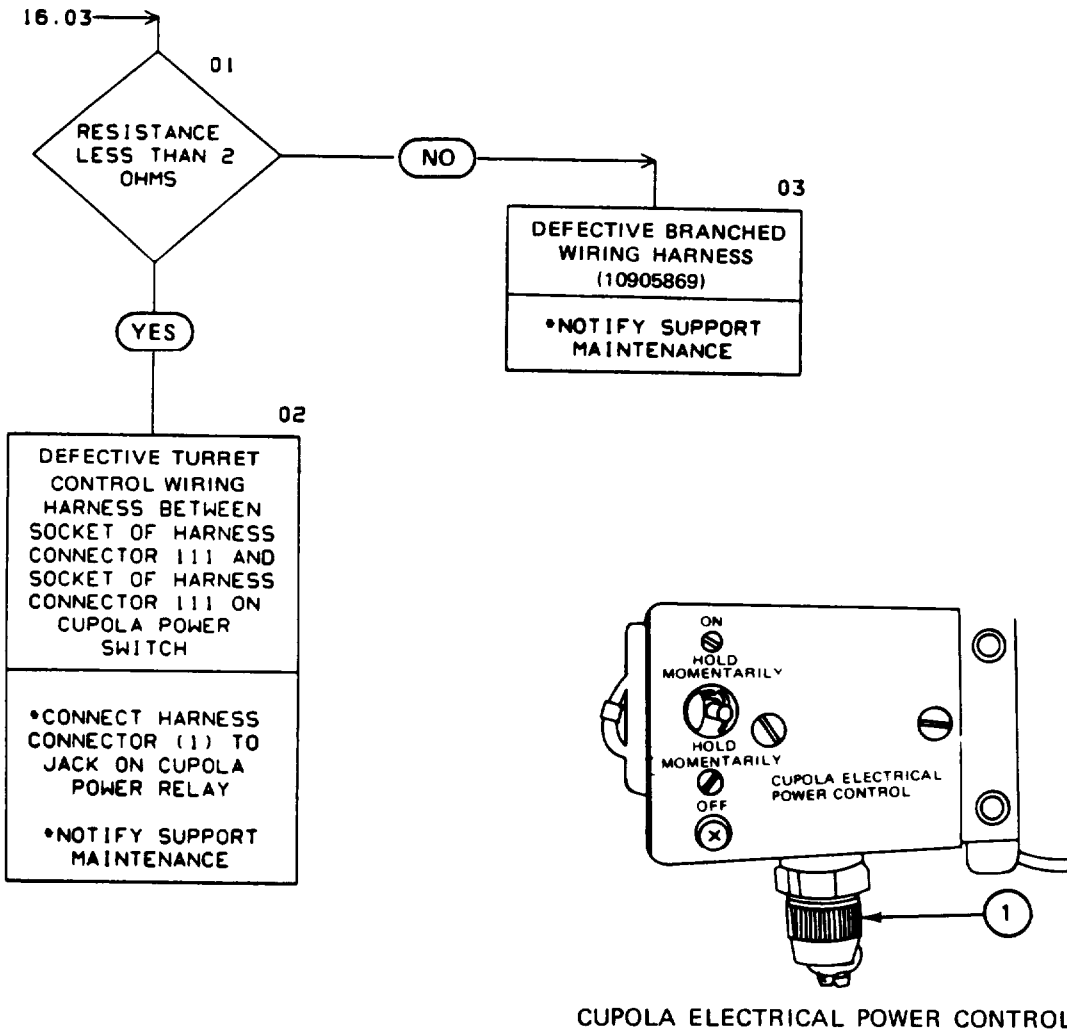 16.03
01
RESISTANCE
LESS THAN 2
OHMS
NO
03
DEFECTIVE BRANCHED
WIRING HARNESS
(10905869)
*NOTIFY SUPPORT
MAINTENANCE
YES
02
DEFECTIVE TURRET
CONTROL WIRING
HARNESS BETWEEN
SOCKET OF HARNESS
CONNECTOR 111 AND
SOCKET OF HARNESS
CONNECTOR 111 ON
CUPOLA POWER
SWITCH
*CONNECT HARNESS
CONNECTOR (1) TO
JACK ON CUPOLA
POWER RELAY
*NOTIFY SUPPORT
MAINTENANCE
ON
HOLD
MOMENTARILY
HOLD
MOMENTARILY
OFF
CUPOLA ELECTRICAL
POWER CONTROL
1
CUPOLA ELECTRICAL POWER CONTROL